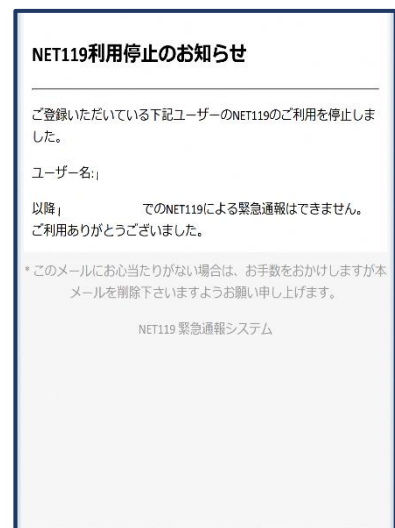 NET119利用停止のお知らせ
ご登録いただいている下記ユーザーのNET119のご利用を停止しま
した。
ユーザー名:
以降 でのNET119による緊急通報はできません。
ご利用ありがとうございました。
* このメールにお心当たりがない場合は、お手数をおかけしますが本
メールを削除下さいますようお願い申し上げます。
NET119 緊急通報システム